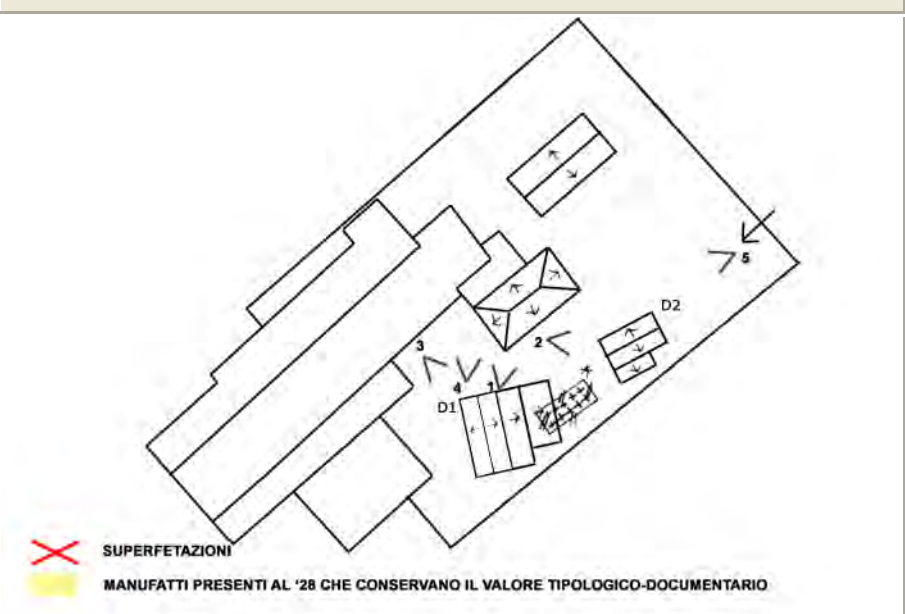 5
D2
2
3
4
1
D1
*
SUPERFETAZIONI
MANUFATTI PRESENTI AL '28 CHE CONSERVANO IL VALORE TIPOLOGICO-DOCUMENTARIO